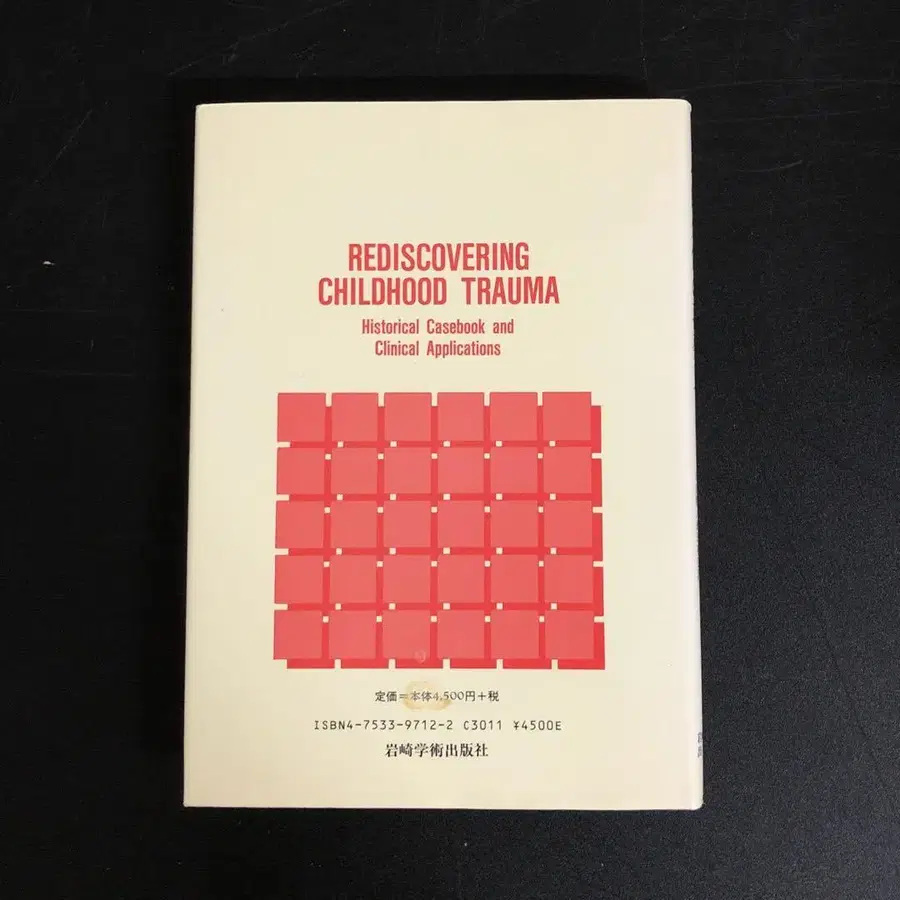 REDISCOVERING
CHILDHOOD TRAUMA
Historical Casebook and
Clinical Applications
定価=本体4,500円+税
ISBN4-7533-9712-2 C3011 ¥4500E
岩崎学術出版社